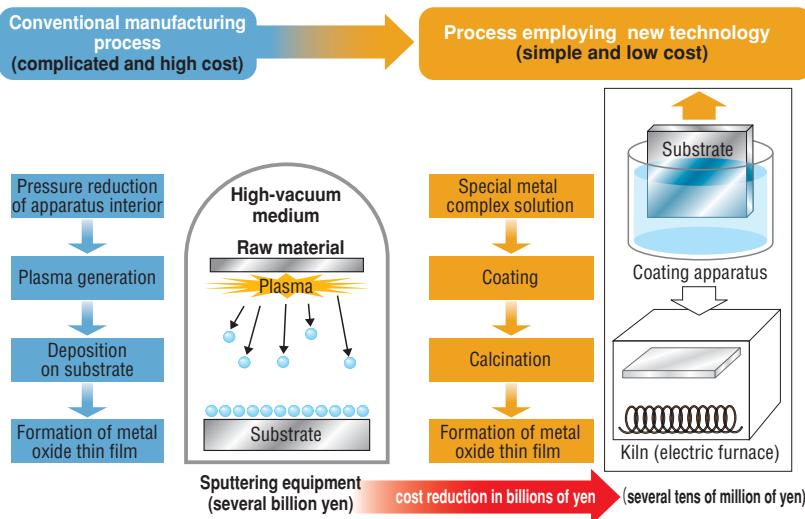 Conventional manufacturing
process
(complicated and high cost)
Process employing new technology
(simple and low cost)
Pressure reduction
of apparatus interior
Plasma generation
Deposition
on substrate
Formation of metal
oxide thin film
High-vacuum
medium
Raw material
Plasma
Substrate
Sputtering equipment
(several billion yen)
cost reduction in billions of yen
Special metal
complex solution
Coating
Calcination
Formation of metal
oxide thin film
Substrate
Coating apparatus
Kiln (electric furnace)
(several tens of million of yen)